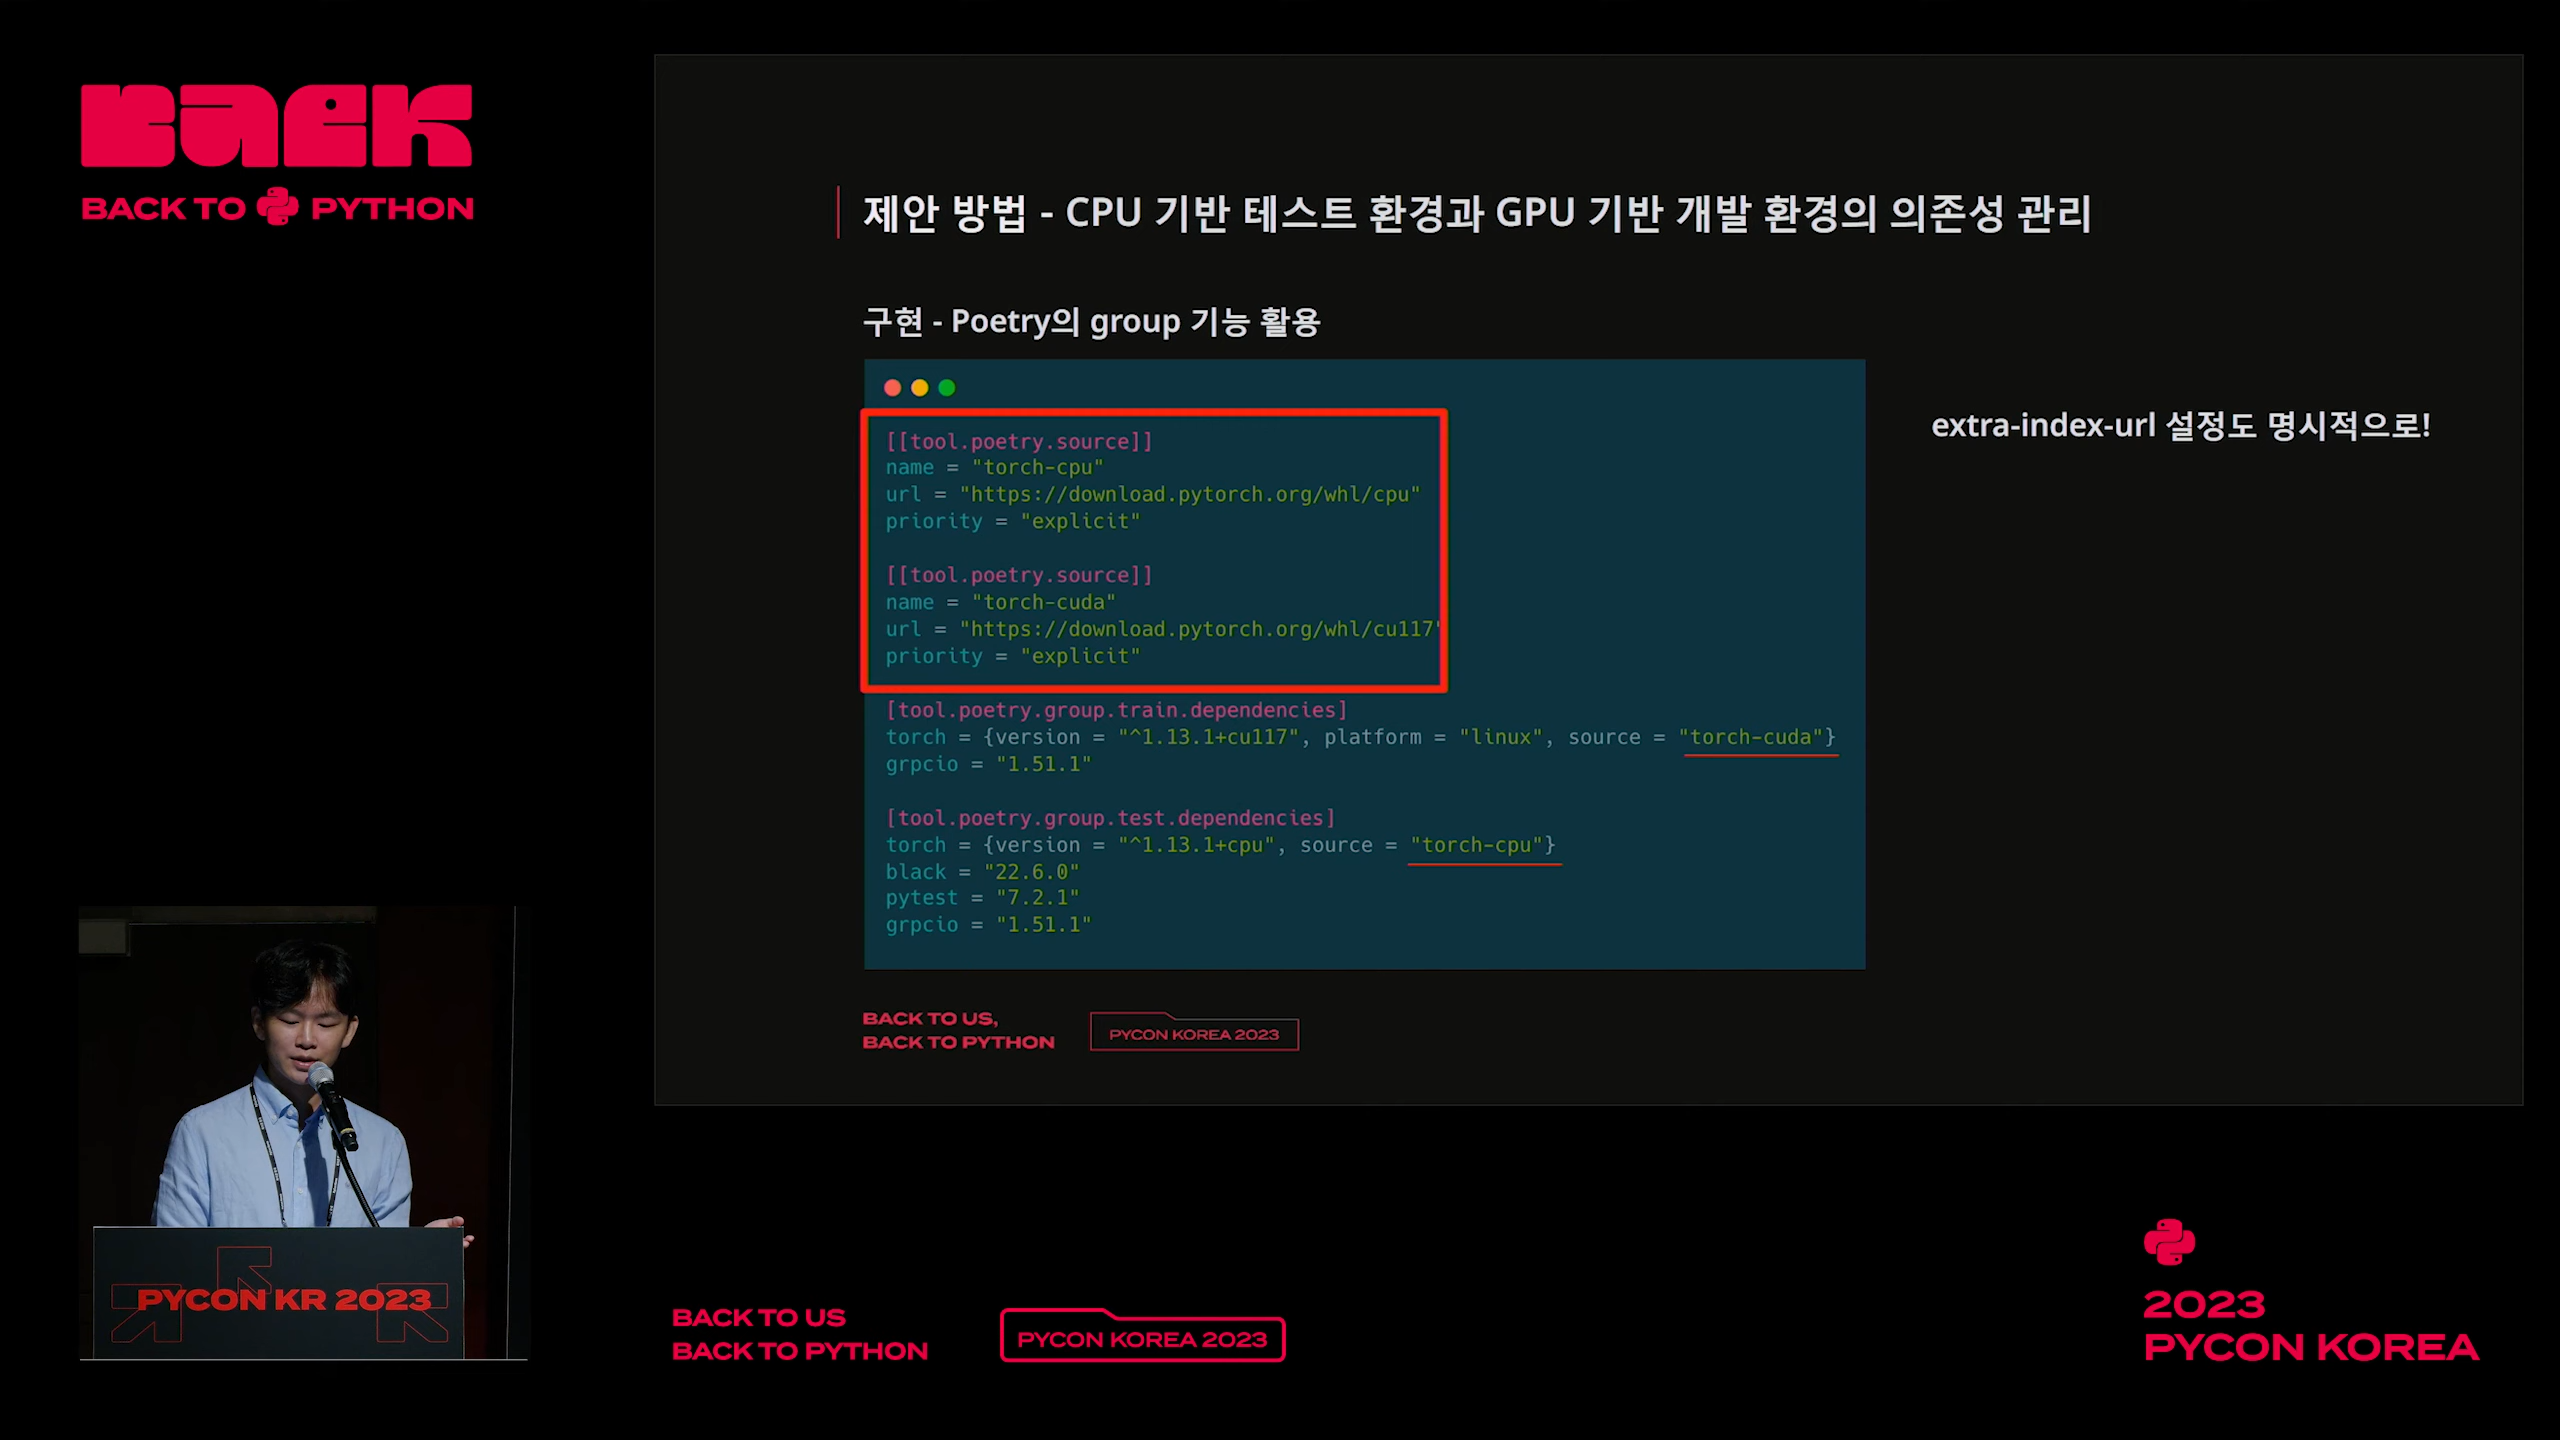 BACK
BACK TO PYTHON
제안 방법 - CPU 기반 테스트 환경과 GPU 기반 개발 환경의 의존성 관리
구현 - Poetry의 group 기능 활용
[[tool.poetry.source]]
name = "torch-cpu"
url = "https://download.pytorch.org/whl/cpu"
priority = "explicit"
[[tool.poetry.source]]
name = "torch-cuda"
url = "https://download.pytorch.org/whl/cu117"
priority = "explicit"
[tool.poetry.group.train.dependencies]
torch = {version = "^1.13.1+cu117", platform = "linux", source = "torch-cuda"}
grpcio = "1.51.1"
[tool.poetry.group.test.dependencies]
torch = {version = "^1.13.1+cpu", source = "torch-cpu"}
black = "22.6.0"
pytest = "7.2.1"
grpcio = "1.51.1"
extra-index-url 설정도 명시적으로!
BACK TO US,
BACK TO PYTHON
PYCON KOREA 2023
PYCON KR 2023
BACK TO US
BACK TO PYTHON
PYCON KOREA 2023
2023
PYCON KOREA